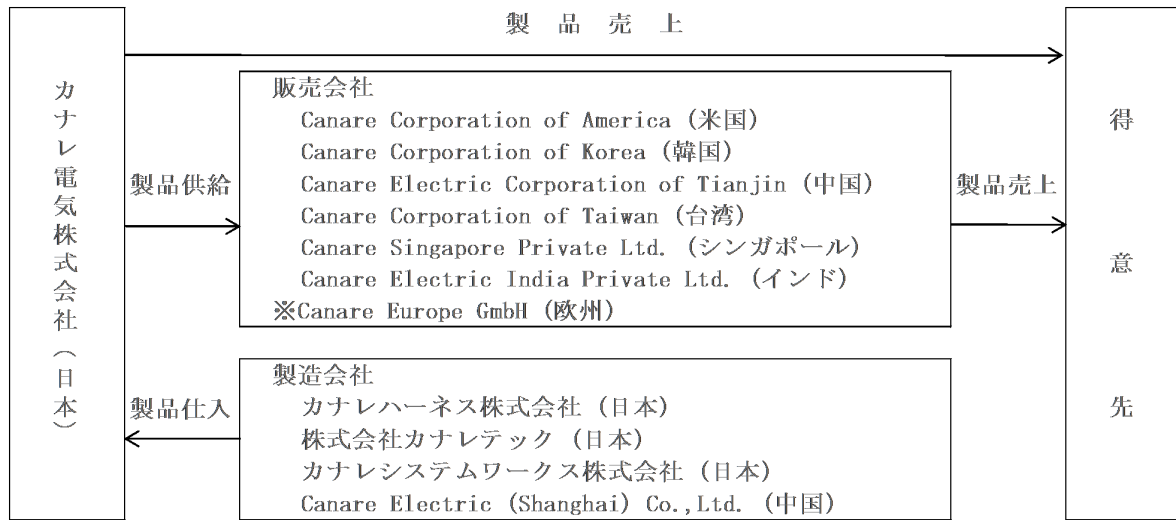 製品売上
カナレ電気株式会社（日本）
製品供給
販売会社
Canare Corporation of America (米国)
Canare Corporation of Korea (韓国)
Canare Electric Corporation of Tianjin (中国)
Canare Corporation of Taiwan (台湾)
Canare Singapore Private Ltd. (シンガポール)
Canare Electric India Private Ltd. (インド)
※Canare Europe GmbH (欧州)
製品売上
得意先
製品仕入
製造会社
カナレハーネス株式会社 (日本)
株式会社カナレテック (日本)
カナレシステムワークス株式会社 (日本)
Canare Electric (Shanghai) Co.,Ltd. (中国)